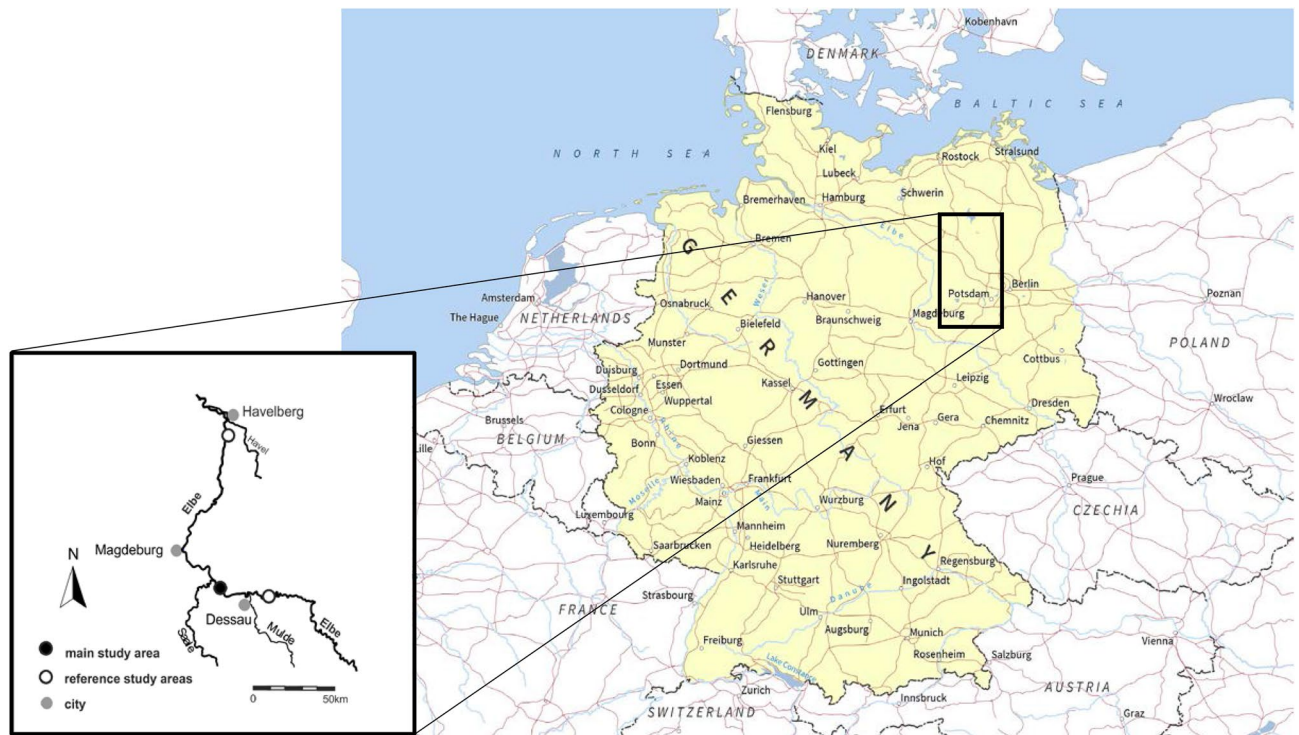 Kobenhavn
DENMARK
BALTIC SEA
Flensburg
NORTH SEA
Kiel
Rostock
Stralsund
Lubeck
Schwerin
Bremerhaven
Hamburg
Elbe
Bremen
GERMANY
Weser
Berlin
Potsdam
Amsterdam
Osnabruck
Hanover
Poznan
The Hague
NETHERLANDS
Braunschweig
Magdeburg
Bielefeld
POLAND
Munster
Cottbus
Duisburg
Dortmund
Gottingen
Leipzig
Dusseldorf
Essen
Kassel
Wuppertal
Wroclaw
Cologne
Erfurt
Gera
Dresden
Brussels
Jena
Chemnitz
BELGIUM
Bonn
Giessen
Lille
Koblenz
Hof
Wiesbaden
Frankfurt
Prague
Moselle
Mainz
Main
Wurzburg
Luxembourg
CZECHIA
Mannheim
Saarbrucken
Heidelberg
Nuremberg
Karlsruhe
Regensburg
Stuttgart
Ingolstadt
Strasbourg
Danube
FRANCE
Ulm
Augsburg
Munich
Vienna
Freiburg
Rosenheim
Salzburg
Lake Constance
Zurich
AUSTRIA
Innsbruck
SWITZERLAND
Graz
Havelberg
Havel
Elbe
Magdeburg
N
Dessau
Saale
Mulde
Elbe
main study area
reference study areas
city
0 50km